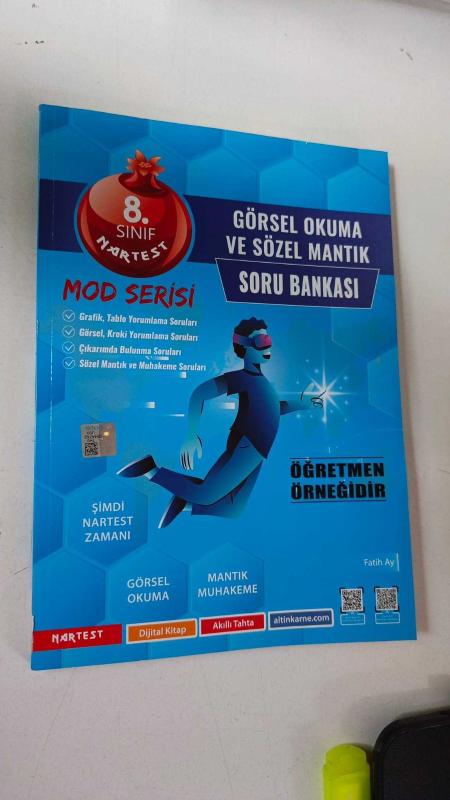 8.
SINIF
NARTEST
GÖRSEL OKUMA
VE SÖZEL MANTIK
SORU BANKASI
MOD SERİSİ
Grafik, Tablo Yorumlama Soruları
Görsel, Kroki Yorumlama Soruları
Çıkarımda Bulunma Soruları
Sözel Mantık ve Muhakeme Soruları
ÖĞRETMEN
ÖRNEĞİDİR
ŞİMDİ
NARTEST
ZAMANI
GÖRSEL
OKUMA
MANTIK
MUHAKEME
Fatih Ay
NARTEST
Dijital Kitap
Akıllı Tahta
altinkarne.com